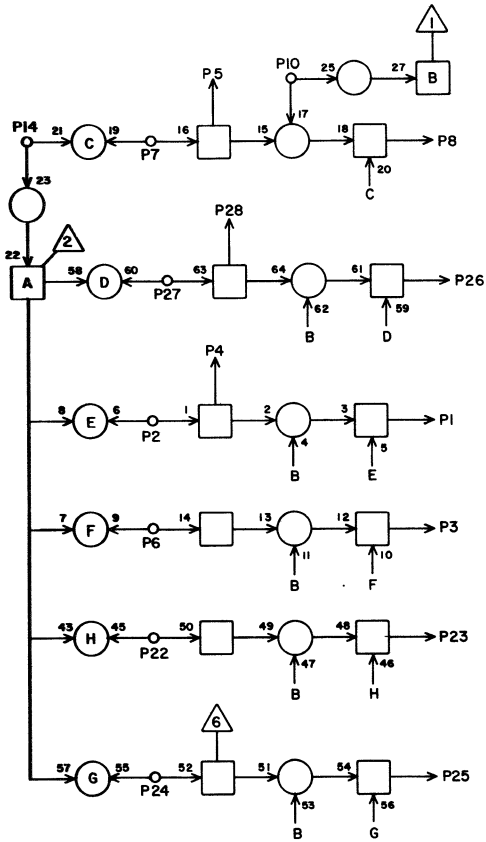 1
P5 P10 25 27 B
P14 21 C 19 P7 16 15 17 18 P8
20
C
23
P28
22 A 2 58 D 60 P27 63 64 61 P26
62 59
B D
P4
8 E 6 P2 1 2 3 P1
4 5
B E
7 F 9 P6 14 13 12 P3
11 10
B F
43 H 45 P22 50 49 48 P23
47 46
B H
6
57 G 55 P24 52 51 54 P25
53 56
B G